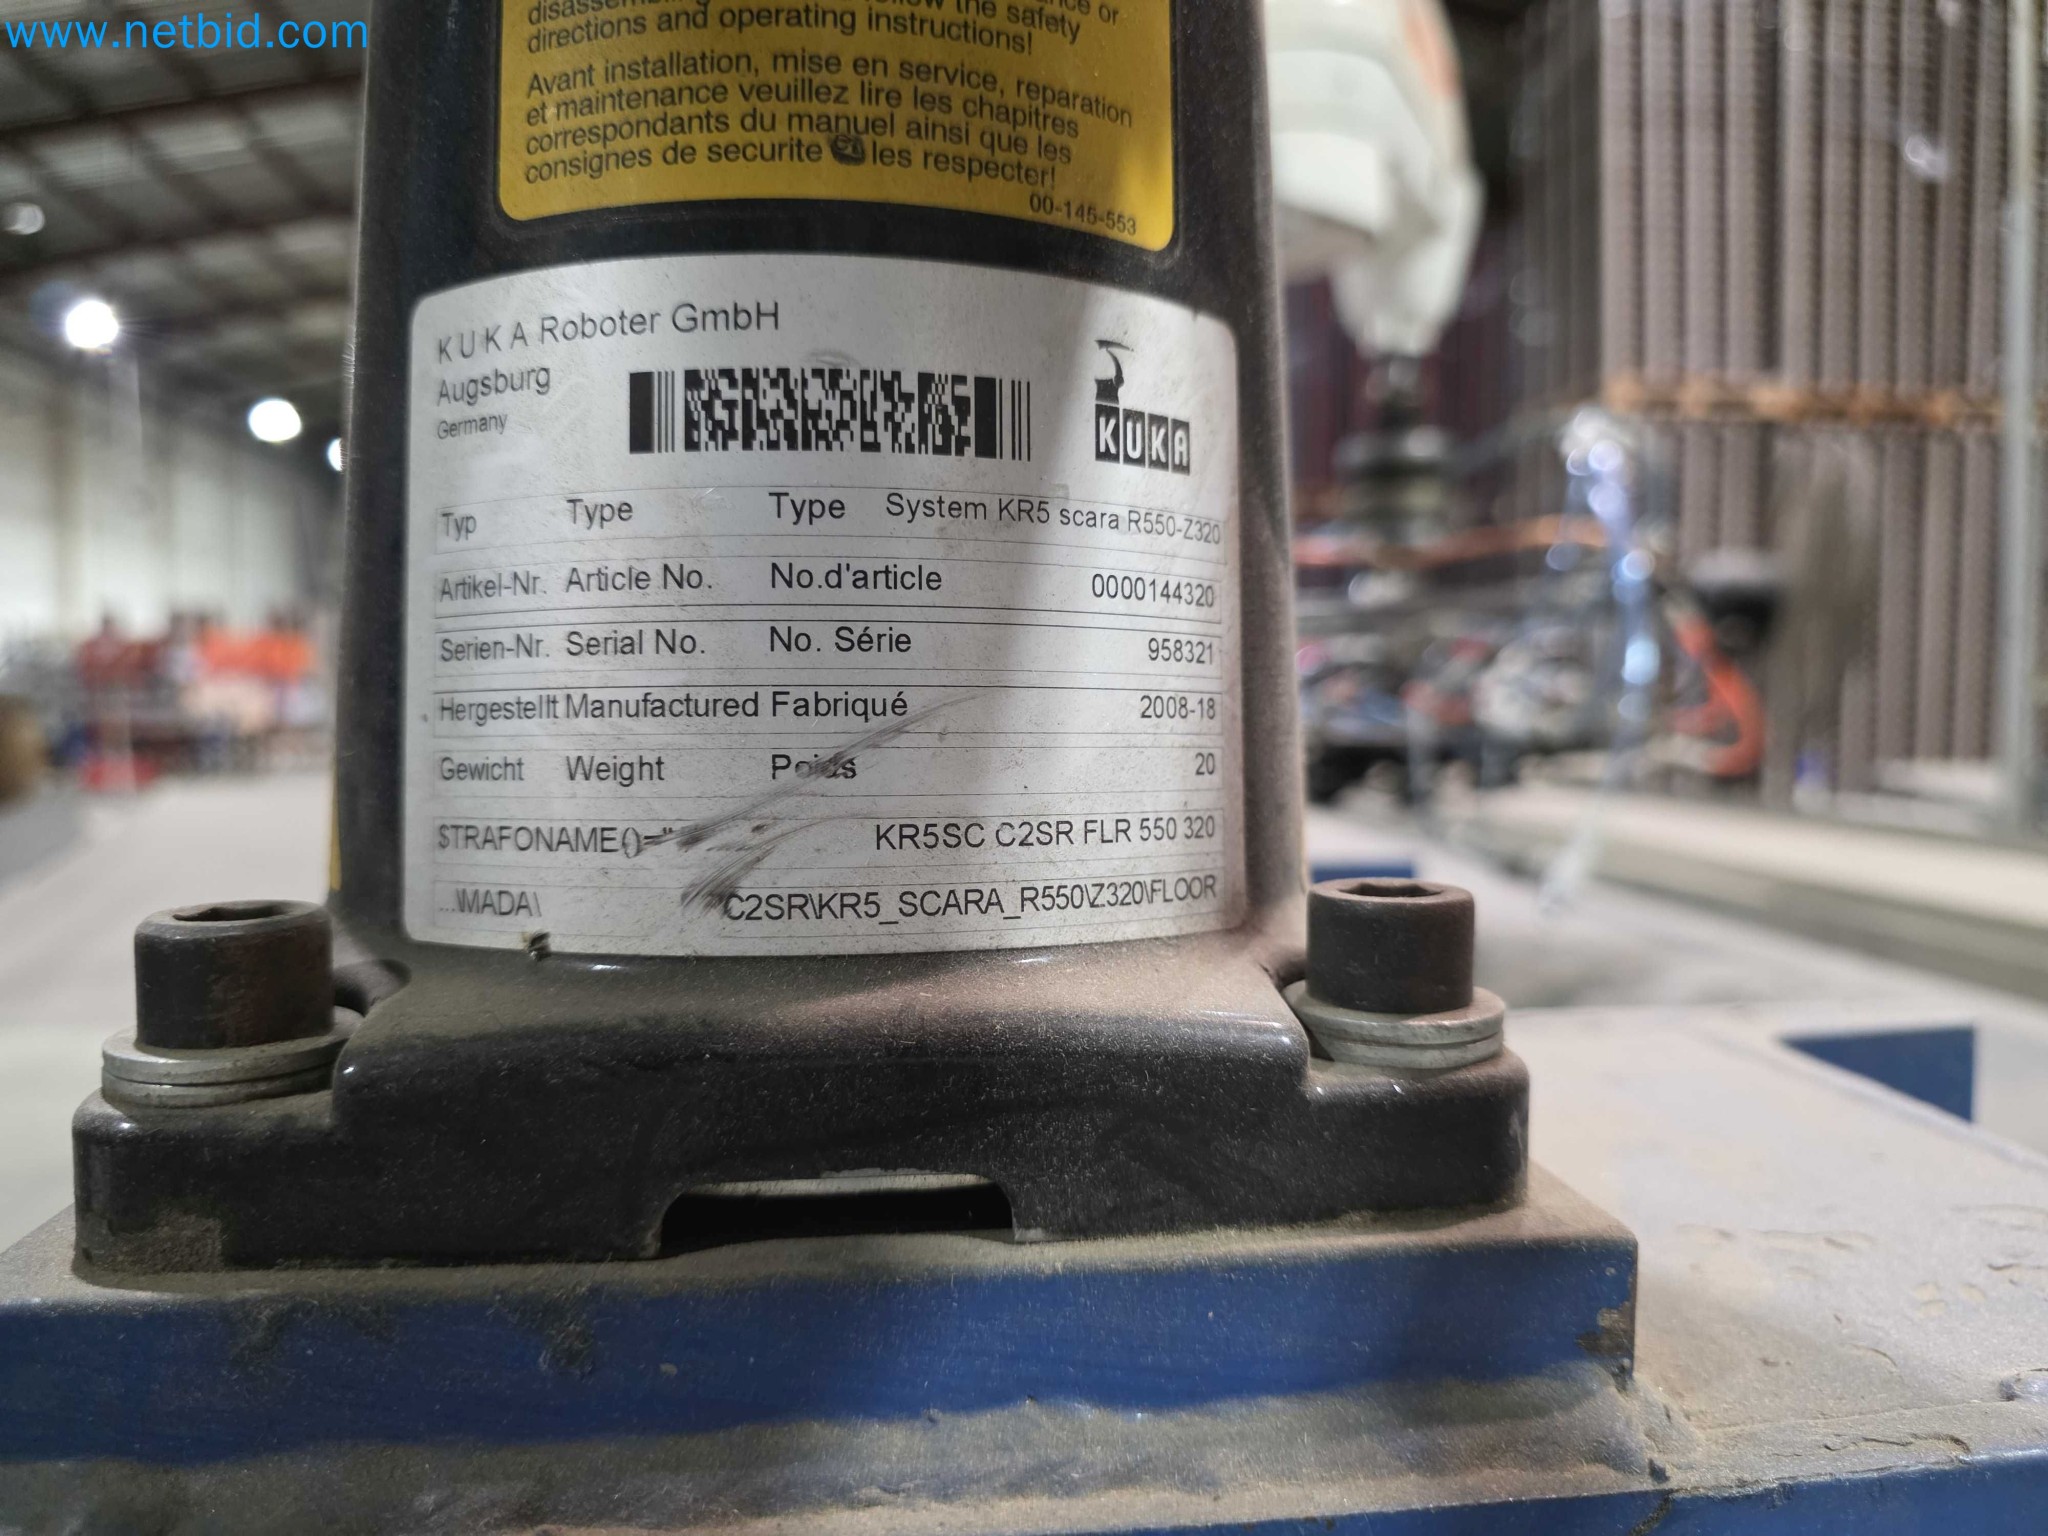 www.netbid.com
follow the safety
directions and operating instructions!
Avant installation, mise en service, reparation
et maintenance veuillez lire les chapitres
correspondants du manuel ainsi que les
consignes de securite les respecter!
00-145-553
KUKA Roboter GmbH
Augsburg
Germany
KUKA
Typ Type Type System KR5 scara R550-Z320
Artikel-Nr. Article No. No.d'article 0000144320
Serien-Nr. Serial No. No. Série 958321
Hergestellt Manufactured Fabriqué 2008-18
Gewicht Weight Poids 20
$TRAFONAME()=" KR5SC C2SR FLR 550 320
...\MADA\ C2SR\KR5_SCARA_R550\Z320\FLOOR